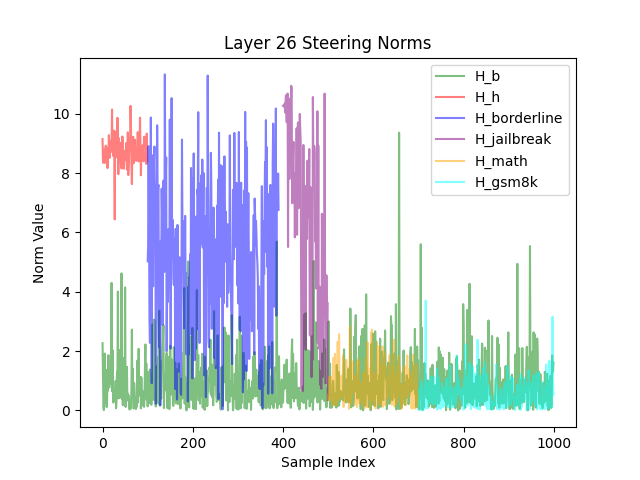 Layer 26 Steering Norms
H_b
H_h
H_borderline
H_jailbreak
H_math
H_gsm8k
Norm Value
10
8
6
4
2
0
0
200
400
600
800
1000
Sample Index